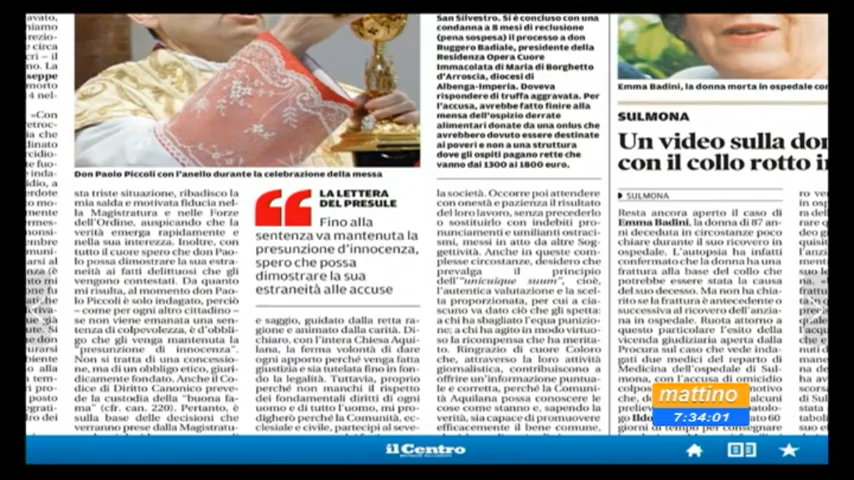 avato,
hiamo
rezio-
e circa
cri – il
no. La
seppe
morto
4 nel-
«Con
etroc-
ia che
dinato
rcidio-
te fuo-
e inda-
sidio, a
Don Paolo Piccoli con l'anello durante la celebrazione della messa
sta triste situazione, ribadisco la
mia salda e motivata fiducia nel-
la Magistratura e nelle Forze
dell'Ordine, auspicando che la
verità emerga rapidamente e
nella sua interezza. Inoltre, con
tutto il cuore spero che don Pao-
lo possa dimostrare la sua estra-
neità ai fatti delittuosi che gli
vengono contestati. Da quanto
mi risulta, al momento don Pao-
lo Piccoli è solo indagato, perciò
– come per ogni altro cittadino –
se non viene emanata una sen-
tenza di colpevolezza, è d'obbli-
go che gli venga mantenuta la
"presunzione di innocenza".
Non si tratta di una concessio-
ne, ma di un obbligo etico, giuri-
dicamente fondato. Anche il Co-
dice di Diritto Canonico preve-
de la custodia della "buona fa-
ma" (cfr. can. 220). Pertanto, è
sulla base delle decisioni che
verranno prese dalla Magistratu-
LA LETTERA
DEL PRESULE
Fino alla
sentenza va mantenuta la
presunzione d'innocenza,
spero che possa
dimostrare la sua
estraneità alle accuse
e saggio, guidato dalla retta ra-
gione e animato dalla carità. Di-
chiaro, con l'intera Chiesa Aqui-
lana, la ferma volontà di dare
ogni apporto perché venga fatta
giustizia e sia tutelata fino in fon-
do la legalità. Tuttavia, proprio
perché non manchi il rispetto
dei fondamentali diritti di ogni
uomo e di tutto l'uomo, mi pro-
digherò perché la Comunità, ec-
clesiale e civile, partecipi al seve-
San Silvestro. Si è concluso con una
condanna a 8 mesi di reclusione
(pena sospesa) il processo a don
Ruggero Badiale, presidente della
Residenza Opera Cuore
Immacolata di Maria di Borghetto
d'Arroscia, diocesi di
Albenga-Imperia. Doveva
rispondere di truffa aggravata. Per
l'accusa, avrebbe fatto finire alla
mensa dell'ospizio derrate
alimentari donate da una onlus che
avrebbero dovuto essere destinate
ai poveri e non a una struttura
dove gli ospiti pagano rette che
vanno dai 1300 ai 1800 euro.
la società. Occorre poi attendere
con onestà e pazienza il risultato
del loro lavoro, senza precederlo
o sostituirlo con indebiti pro-
nunciamenti e umilianti ostraci-
smi, messi in atto da altre Sog-
gettività. Anche in queste com-
plesse circostanze, desidero che
prevalga il principio
dell'"unicuique suum", cioè,
l'autentica valutazione e la scelta
proporzionata, per cui a cia-
scuno va dato ciò che gli spetta:
a chi ha sbagliato l'equa punizio-
ne; a chi ha agito in modo virtuo-
so la ricompensa che ha merita-
to. Ringrazio di cuore Coloro
che, attraverso la loro attività
giornalistica, contribuiscono a
offrire un'informazione puntua-
le e corretta, perché la Comuni-
tà Aquilana possa conoscere le
cose come stanno e, sapendo la
verità, sia capace di promuovere
efficacemente il bene comune,
Emma Badini, la donna morta in ospedale con
SULMONA
Un video sulla don
con il collo rotto in
SULMONA
Resta ancora aperto il caso di
Emma Badini, la donna di 87 an-
ni deceduta in circostanze poco
chiare durante il suo ricovero in
ospedale. L'autopsia ha infatti
confermato che la donna ha una
frattura alla base del collo che
potrebbe essere stata la causa
del suo decesso. Ma non ha chiari-
to se la frattura è antecedente o
successiva al ricovero dell'anzia-
na in ospedale. Ruota attorno a
questo particolare l'esito della
vicenda giudiziaria aperta dalla
Procura sul caso che vede inda-
gati due medici del reparto di
Medicina dell'ospedale di Sul-
mona, con l'accusa di omicidio
mattino
7:34:01
il Centro